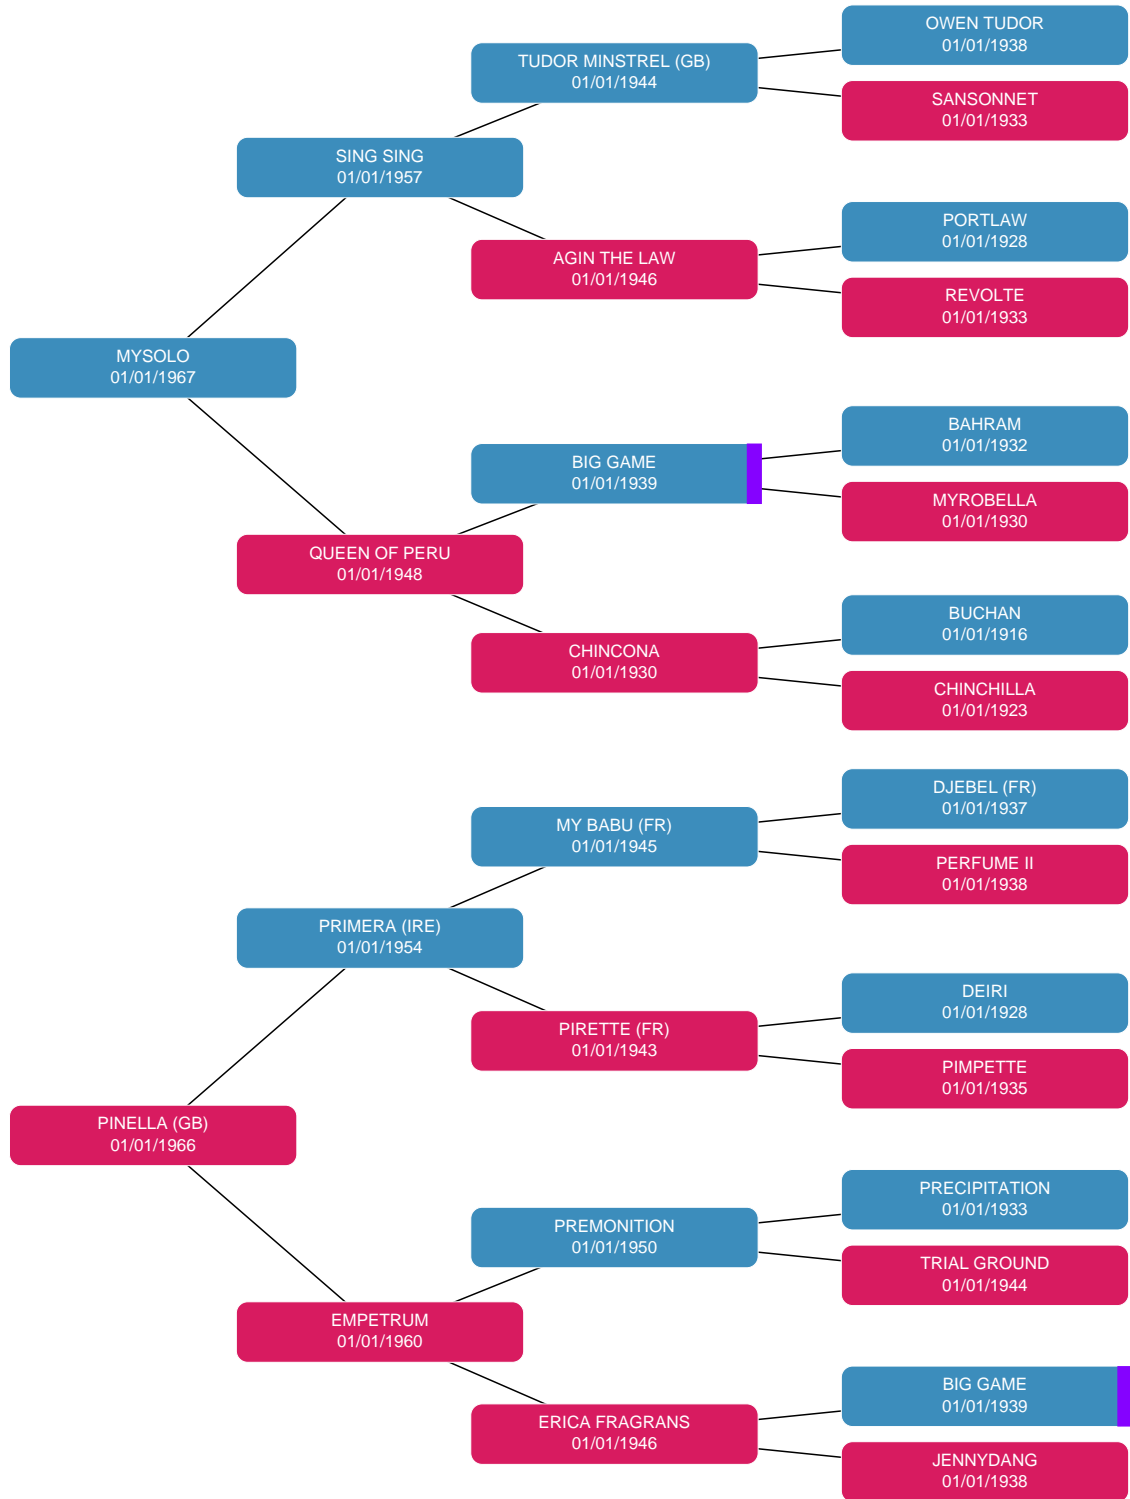 OWEN TUDOR
01/01/1938
TUDOR MINSTREL (GB)
01/01/1944
SANSONNET
01/01/1933
SING SING
01/01/1957
PORTLAW
01/01/1928
AGIN THE LAW
01/01/1946
REVOLTE
01/01/1933
MYSOLO
01/01/1967
BAHRAM
01/01/1932
BIG GAME
01/01/1939
MYROBELLA
01/01/1930
QUEEN OF PERU
01/01/1948
BUCHAN
01/01/1916
CHINCONA
01/01/1930
CHINCHILLA
01/01/1923
DJEBEL (FR)
01/01/1937
MY BABU (FR)
01/01/1945
PERFUME II
01/01/1938
PRIMERA (IRE)
01/01/1954
DEIRI
01/01/1928
PIRETTE (FR)
01/01/1943
PIMPETTE
01/01/1935
PINELLA (GB)
01/01/1966
PRECIPITATION
01/01/1933
PREMONITION
01/01/1950
TRIAL GROUND
01/01/1944
EMPETRUM
01/01/1960
BIG GAME
01/01/1939
ERICA FRAGRANS
01/01/1946
JENNYDANG
01/01/1938